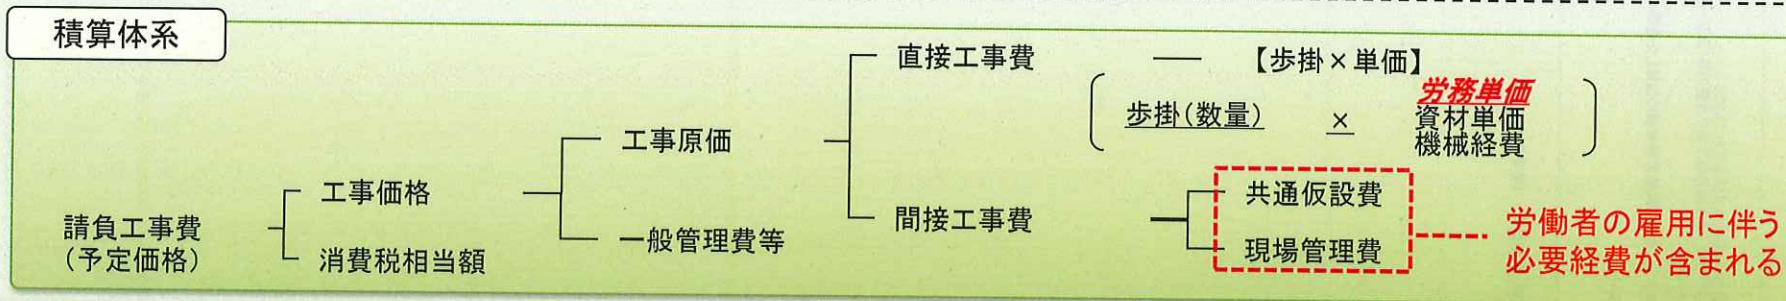 積算体系
直接工事費 ― 【歩掛×単価】
歩掛(数量) × 労務単価
資材単価
機械経費
工事原価
工事価格
共通仮設費
請負工事費
(予定価格)
消費税相当額
一般管理費等
間接工事費
現場管理費
労働者の雇用に伴う
必要経費が含まれる